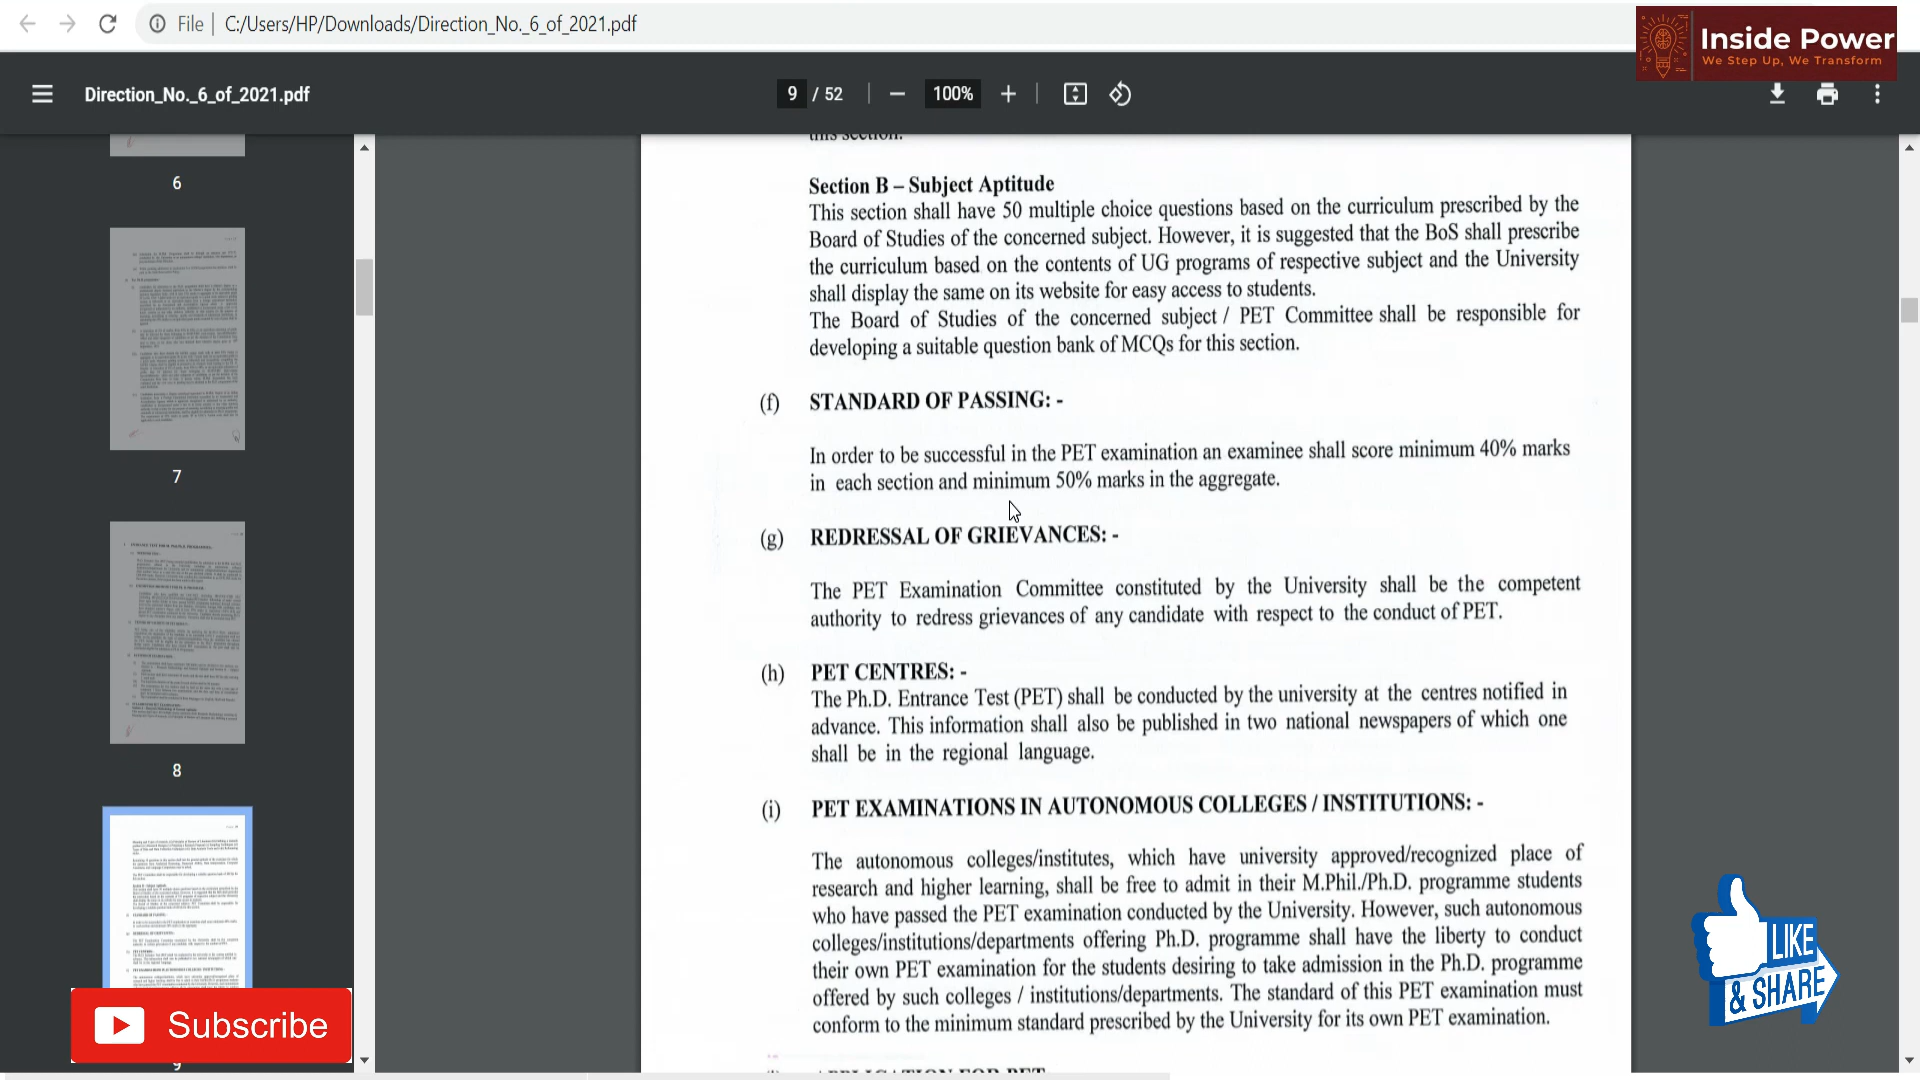 File | C:/Users/HP/Downloads/Direction_No._6_of_2021.pdf
Inside Power
We Step Up, We Transform
Direction_No._6_of_2021.pdf
9 / 52
100%
6
7
8
9
this section.
Section B – Subject Aptitude
This section shall have 50 multiple choice questions based on the curriculum prescribed by the
Board of Studies of the concerned subject. However, it is suggested that the BoS shall prescribe
the curriculum based on the contents of UG programs of respective subject and the University
shall display the same on its website for easy access to students.
The Board of Studies of the concerned subject / PET Committee shall be responsible for
developing a suitable question bank of MCQs for this section.
(f) STANDARD OF PASSING: -
In order to be successful in the PET examination an examinee shall score minimum 40% marks
in each section and minimum 50% marks in the aggregate.
(g) REDRESSAL OF GRIEVANCES: -
The PET Examination Committee constituted by the University shall be the competent
authority to redress grievances of any candidate with respect to the conduct of PET.
(h) PET CENTRES: -
The Ph.D. Entrance Test (PET) shall be conducted by the university at the centres notified in
advance. This information shall also be published in two national newspapers of which one
shall be in the regional language.
(i) PET EXAMINATIONS IN AUTONOMOUS COLLEGES / INSTITUTIONS: -
The autonomous colleges/institutes, which have university approved/recognized place of
research and higher learning, shall be free to admit in their M.Phil./Ph.D. programme students
who have passed the PET examination conducted by the University. However, such autonomous
colleges/institutions/departments offering Ph.D. programme shall have the liberty to conduct
their own PET examination for the students desiring to take admission in the Ph.D. programme
offered by such colleges / institutions/departments. The standard of this PET examination must
conform to the minimum standard prescribed by the University for its own PET examination.
APPLICATION FOR PET
Subscribe
LIKE
& SHARE